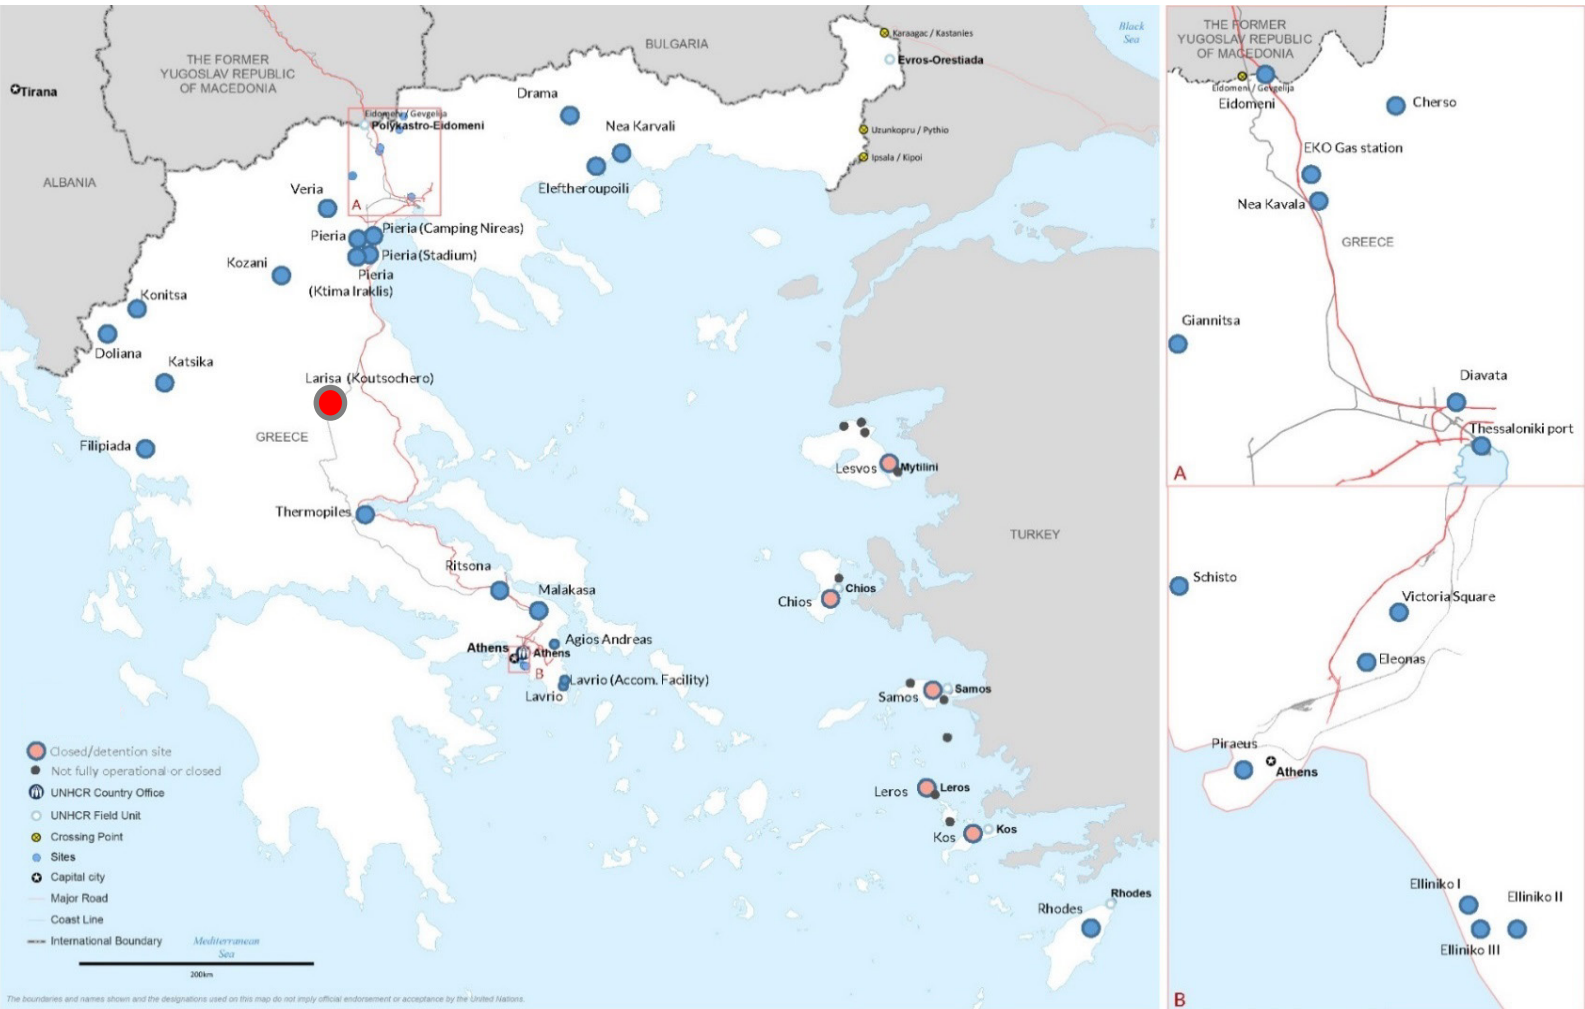 Black
Sea
BULGARIA
THE FORMER
YUGOSLAV REPUBLIC
OF MACEDONIA
Karaagac / Kastanies
Evros-Orestiada
Tirana
Drama
Eidomeni / Gevgelija
Polykastro-Eidomeni
Nea Karvali
Uzunkopru / Pythio
Ipsala / Kipoi
ALBANIA
Veria
Eleftheroupoili
A
Pieria
Pieria (Camping Nireas)
Pieria (Stadium)
Kozani
Pieria
(Ktima Iraklis)
Konitsa
Doliana
Katsika
Larisa (Koutsochero)
GREECE
Filipiada
Lesvos
Mytilini
Thermopiles
TURKEY
Ritsona
Malakasa
Chios
Chios
Agios Andreas
Athens
Athens
B
Lavrio (Accom. Facility)
Lavrio
Samos
Samos
Leros
Leros
Kos
Kos
Rhodes
Rhodes
Closed/detention site
Not fully operational or closed
UNHCR Country Office
UNHCR Field Unit
Crossing Point
Sites
Capital city
Major Road
Coast Line
International Boundary
Mediterranean
Sea
200km
The boundaries and names shown and the designations used on this map do not imply official endorsement or acceptance by the United Nations.
THE FORMER
YUGOSLAV REPUBLIC
OF MACEDONIA
Eidomeni / Gevgelija
Eidomeni
Cherso
EKO Gas station
Nea Kavala
GREECE
Giannitsa
Diavata
Thessaloniki port
A
Schisto
Victoria Square
Eleonas
Piraeus
Athens
Elliniko I
Elliniko II
Elliniko III
B